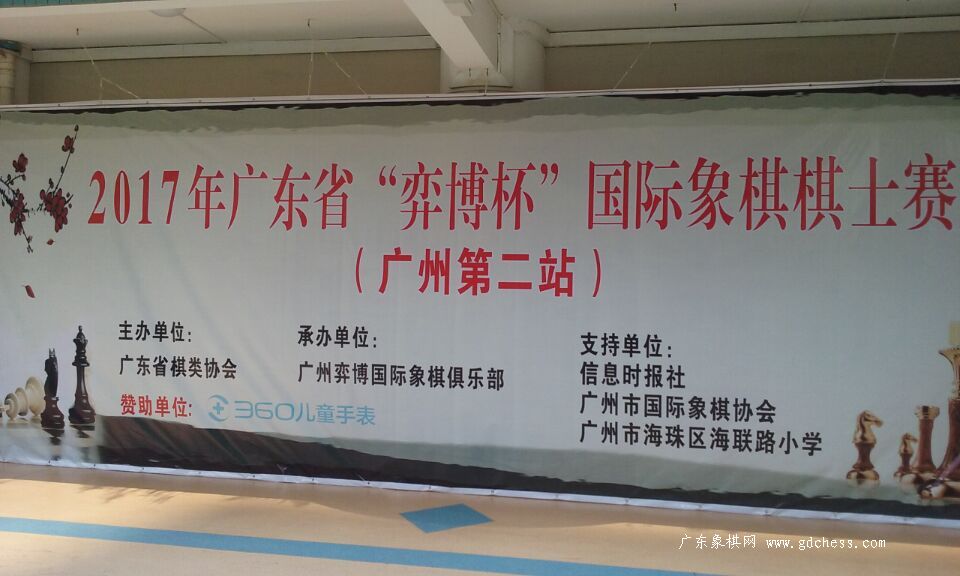 2017年广东省“弈博杯”国际象棋棋士赛
(广州第二站)
主办单位:
广东省棋类协会
承办单位:
广州弈博国际象棋俱乐部
赞助单位: 360儿童手表
支持单位:
信息时报社
广州市国际象棋协会
广州市海珠区海联路小学
广东象棋网 www.gdchess.com